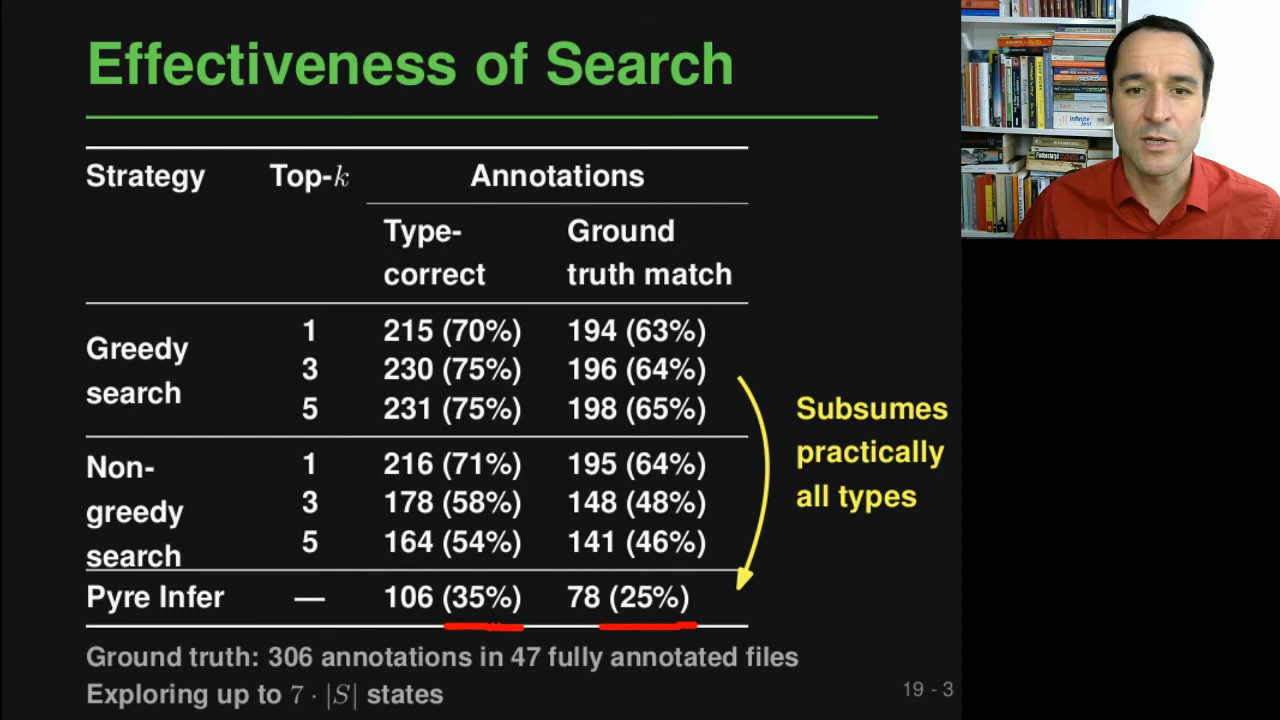 Effectiveness of Search
Strategy Top-k Annotations
Type- Ground
correct truth match
Greedy search
1 215 (70%) 194 (63%)
3 230 (75%) 196 (64%)
5 231 (75%) 198 (65%)
Non-greedy search
1 216 (71%) 195 (64%)
3 178 (58%) 148 (48%)
5 164 (54%) 141 (46%)
Pyre Infer — 106 (35%) 78 (25%)
Subsumes
practically
all types
Ground truth: 306 annotations in 47 fully annotated files
Exploring up to 7 · |S| states
19 - 3
Infinite
Jest